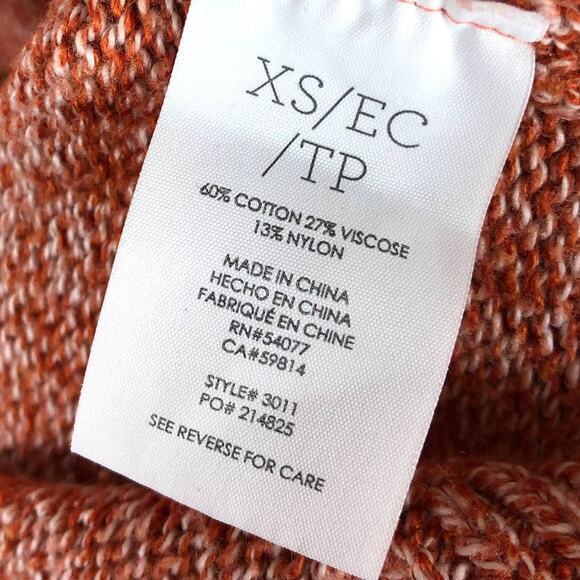 XS/EC
/TP
60% COTTON 27% VISCOSE
13% NYLON
MADE IN CHINA
HECHO EN CHINA
FABRIQUÉ EN CHINE
RN#54077
CA#59814
STYLE# 3011
PO# 214825
SEE REVERSE FOR CARE